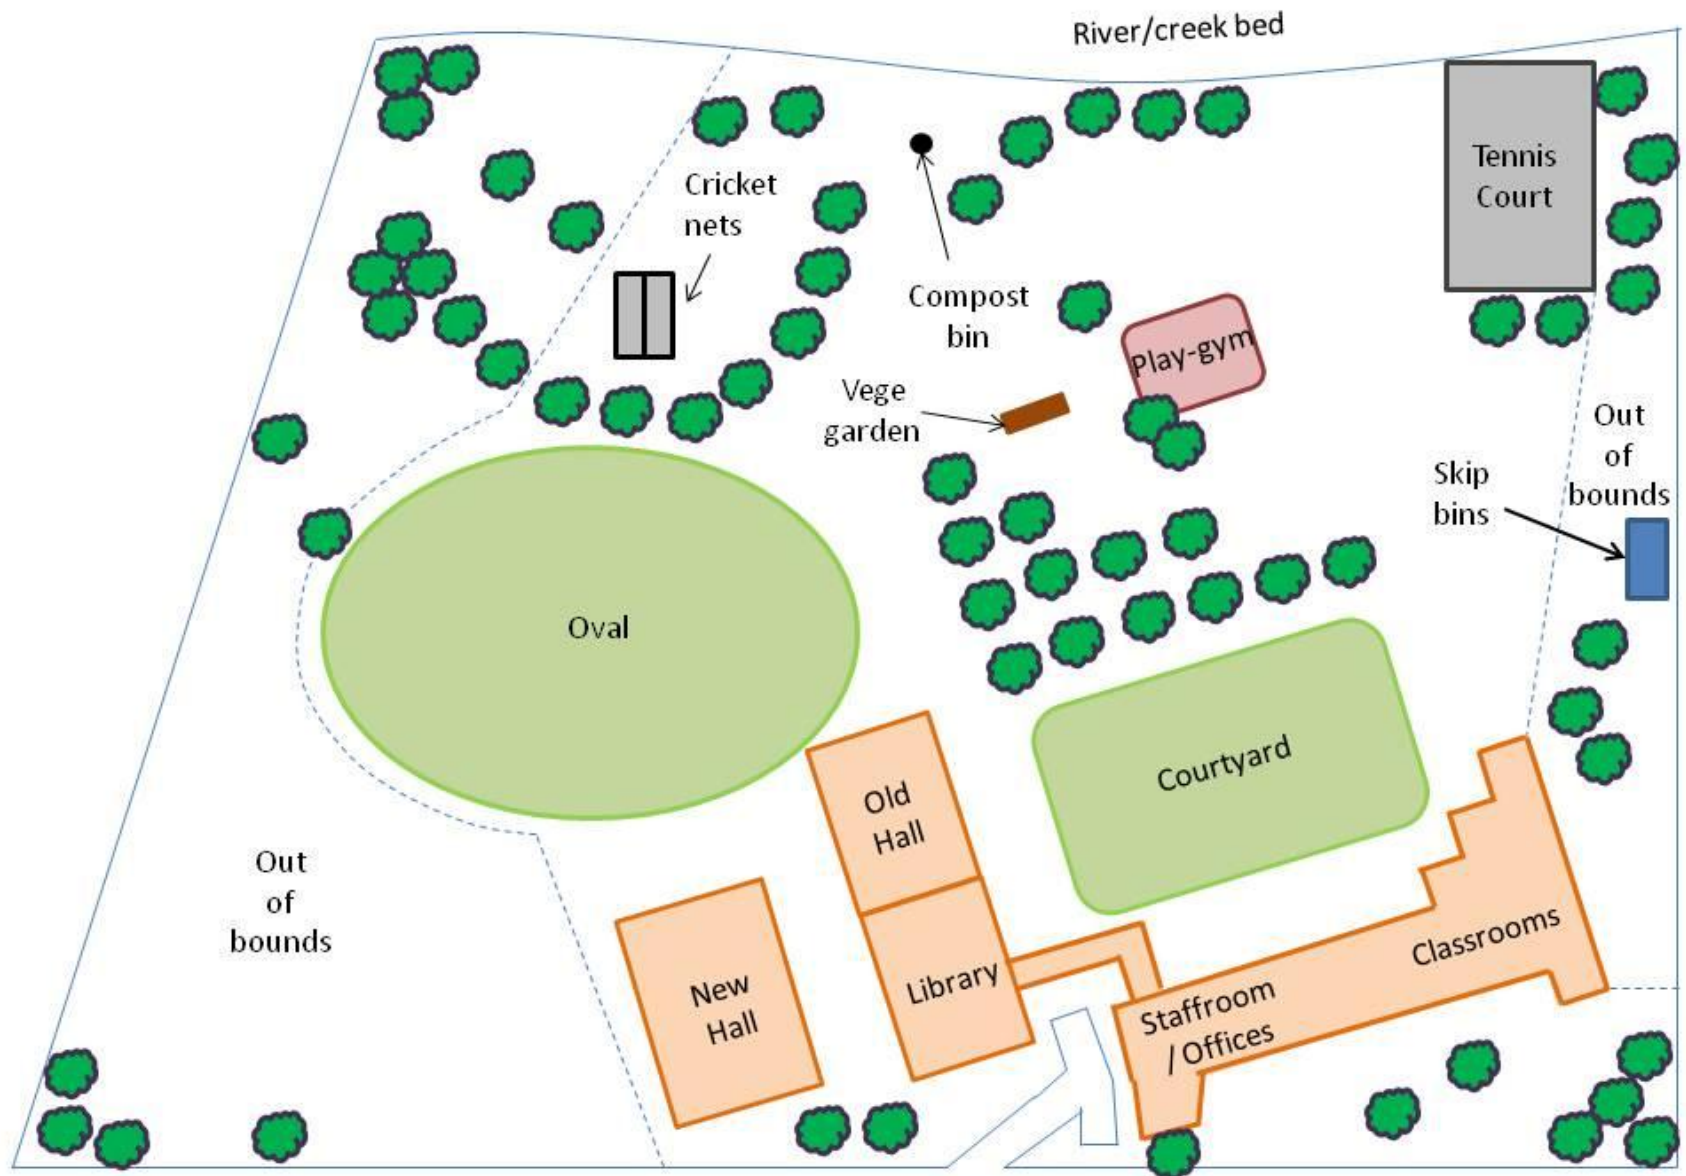 River/creek bed
Tennis
Court
Cricket
nets
Compost
bin
Play-gym
Vege
garden
Out
of
bounds
Skip
bins
Oval
Courtyard
Old
Hall
Out
of
bounds
Classrooms
Library
New
Hall
Staffroom
/ Offices